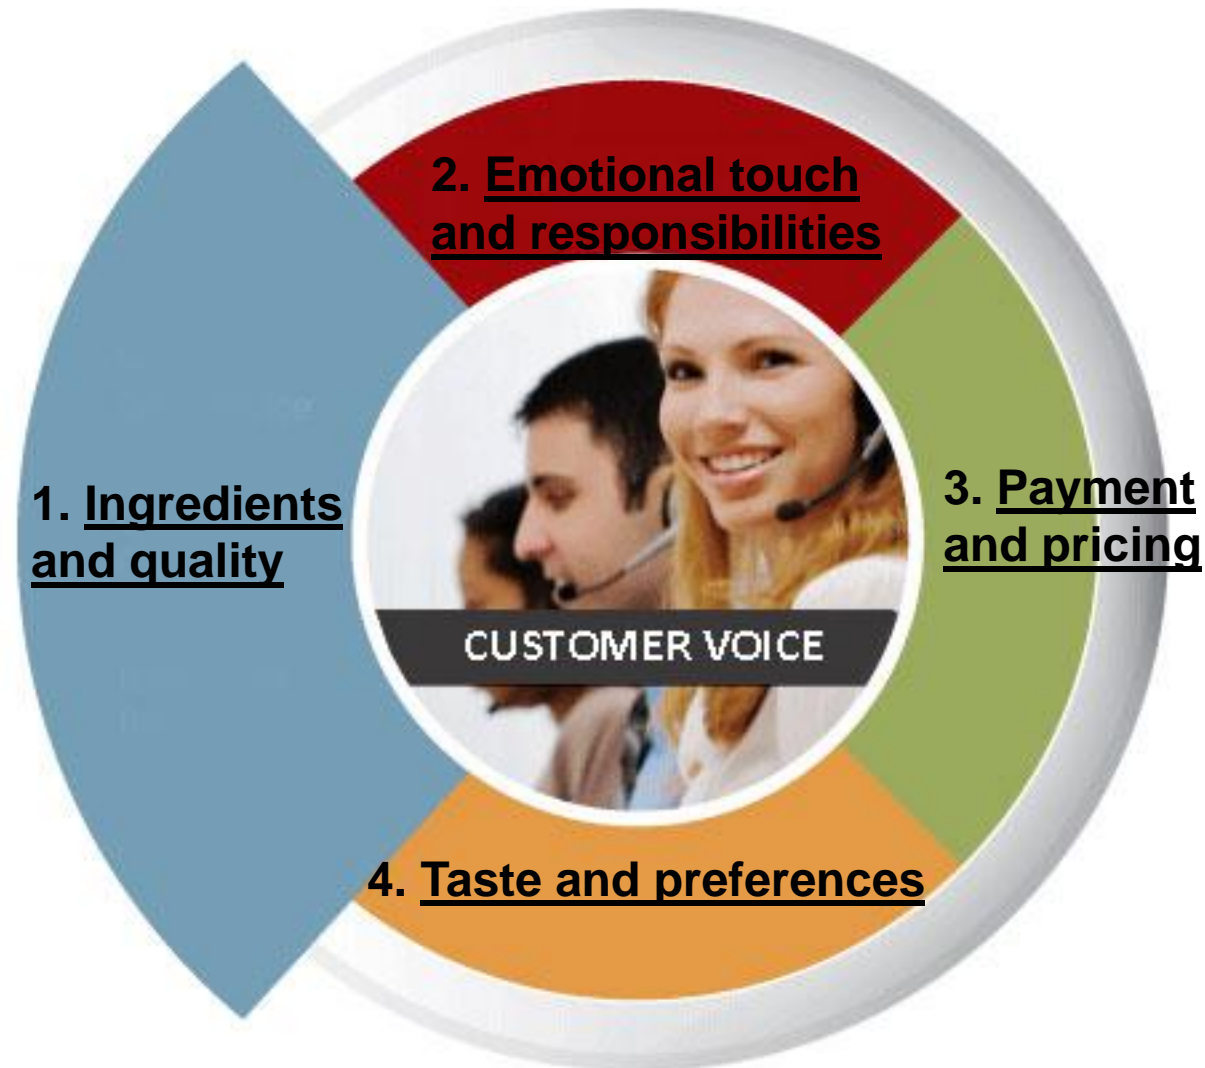 2. Emotional touch
and responsibilities
1. Ingredients
and quality
3. Payment
and pricing
CUSTOMER VOICE
4. Taste and preferences